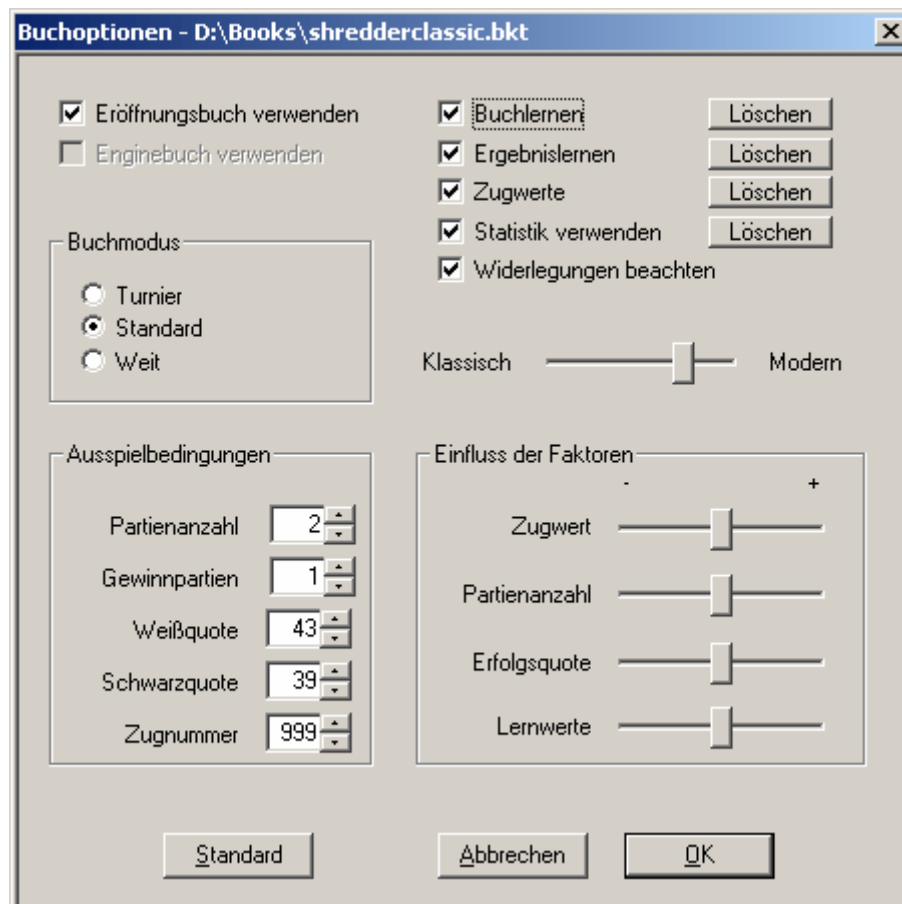 Buchoptionen - D:\Books\shredderclassic.bkt
Eröffnungsbuch verwenden
Enginebuch verwenden
Buchlernen Löschen
Ergebnislernen Löschen
Zugwerte Löschen
Statistik verwenden Löschen
Widerlegungen beachten
Buchmodus
Turnier
Standard
Weit
Klassisch Modern
Ausspielbedingungen
Partienanzahl 2
Gewinnpartien 1
Weißquote 43
Schwarzquote 39
Zugnummer 999
Einfluss der Faktoren
- +
Zugwert
Partienanzahl
Erfolgsquote
Lernwerte
Standard Abbrechen OK